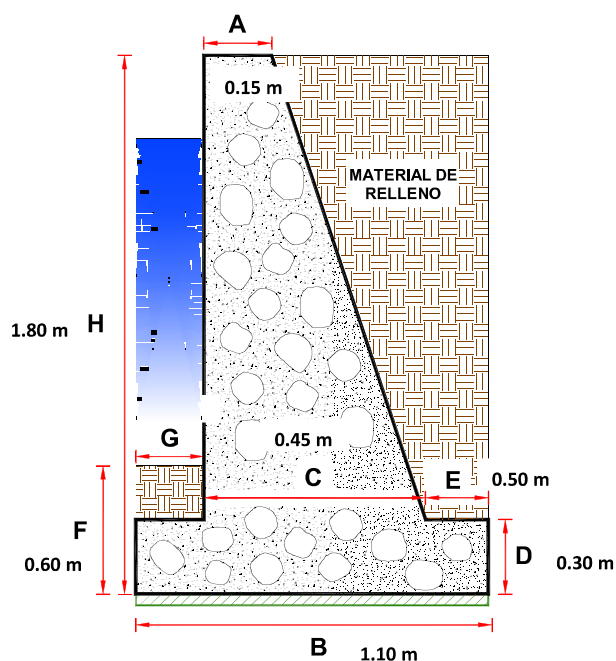 A
0.15 m
MATERIAL DE
RELLENO
H
1.80 m
G
0.45 m
C
E
0.50 m
F
0.60 m
D
0.30 m
B
1.10 m